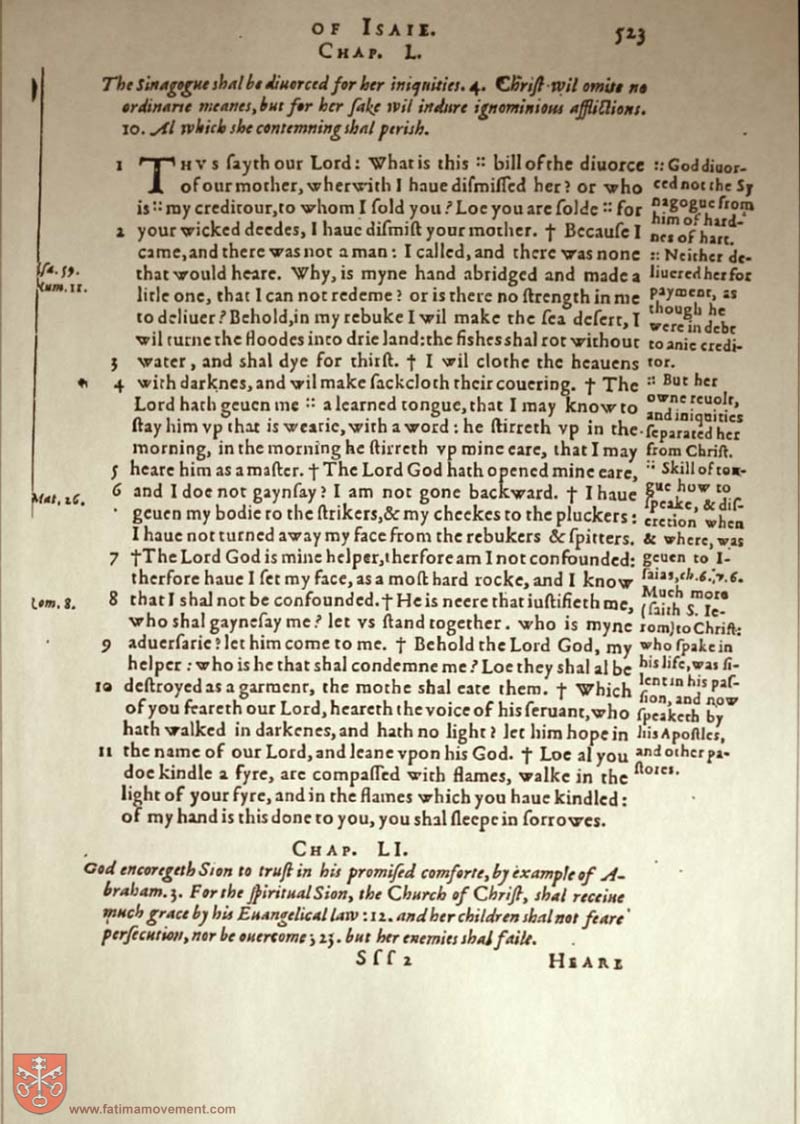 OF ISAIE. 523
CHAP. L.
The Sinagogue shal be diuorced for her iniquities. 4. Christ wil omitte no
ordinarie meanes, but for her sake wil indure ignominious afflictions.
10. Al which she contemning shal perish.
1 THVS sayth our Lord: What is this :: bill of the diuorce
of our mother, wherwith I haue dismissed her? or who
is :: my creditour, to whom I sold you? Loe you are solde :: for
2 your wicked deedes, I haue dismist your mother. † Because I
came, and there was not a man: I called, and there was none
that would heare. Why, is myne hand abridged and made a
litle one, that I can not redeme? or is there no strength in me
to deliuer? Behold, in my rebuke I wil make the sea desert, I
wil turne the floodes into drie land: the fishes shal rot without
3 water, and shal dye for thirst. † I wil clothe the heauens
4 with darknes, and wil make sackcloth their couering. † The
Lord hath geuen me :: a learned tongue, that I may know to
stay him vp that is wearie, with a word: he stirreth vp in the
morning, in the morning he stirreth vp mine eare, that I may
5 heare him as a master. † The Lord God hath opened mine eare,
6 and I doe not gaynsay? I am not gone backward. † I haue
geuen my bodie to the strikers, & my cheekes to the pluckers:
I haue not turned away my face from the rebukers & spitters.
7 † The Lord God is mine helper, therfore am I not confounded:
therfore haue I set my face, as a most hard rocke, and I know
8 that I shal not be confounded. † He is neere that iustifieth me,
who shal gaynesay me? let vs stand together. who is myne
9 aduersarie? let him come to me. † Behold the Lord God, my
helper: who is he that shal condemne me? Loe they shal al be
10 destroyed as a garment, the mothe shal eate them. † Which
of you feareth our Lord, heareth the voice of his seruant, who
hath walked in darkenes, and hath no light? let him hope in
11 the name of our Lord, and leane vpon his God. † Loe al you
doe kindle a fyre, are compassed with flames, walke in the
light of your fyre, and in the flames which you haue kindled:
of my hand is this done to you, you shal sleepe in sorrowes.
:: God diuor-
ced not the Sy
nagogue from
him of hard-
nes of hart.
:: Neither de-
liuered her for
payment, as
though he
were in debt
to anie credi-
tor.
:: But her
owne reuolt,
and iniquities
separated her
from Christ.
:: Skill of ton-
gue how to
speake, & dis-
cretion when
& where, was
geuen to I-
saias, ch. 6. 7. 6.
Much more
(saith S. Ie-
rom) to Christ:
who spake in
his life, was si-
lent in his pas-
sion, and now
speaketh by
his Apostles,
and other pa-
stores.
Isa. 59.
Num. 11.
Mat. 26.
Rom. 8.
CHAP. LI.
God encoregeth Sion to trust in his promised comforte, by example of A-
braham. 3. For the spiritual Sion, the Church of Christ, shal receiue
much grace by his Euangelical law: 12. and her children shal not feare
persecution, nor be ouercome; 23. but her enemies shal faile.
Sss 2 HEARE
www.fatimamovement.com